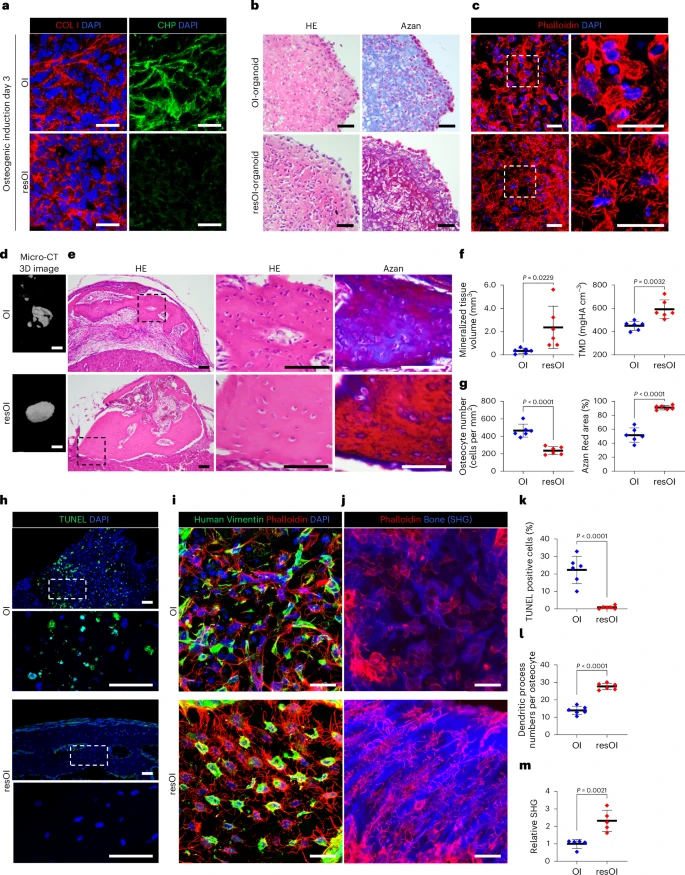 a
COL I DAPI
CHP DAPI
Osteogenic induction day 3
OI
resOI
b
HE
Azan
OI-organoid
resOI-organoid
c
Phalloidin DAPI
d
Micro-CT
3D image
OI
resOI
e
HE
HE
Azan
f
P = 0.0229
Mineralized tissue
volume (mm³)
6.0
4.0
2.0
0
OI
resOI
P = 0.0032
TMD (mgHA cm⁻³)
800
600
400
200
OI
resOI
g
P < 0.0001
Osteocyte number
(cells per mm²)
800
600
400
200
0
OI
resOI
P < 0.0001
Azan Red area (%)
100
50
0
OI
resOI
h
TUNEL DAPI
OI
resOI
i
Human Vimentin Phalloidin DAPI
OI
resOI
j
Phalloidin Bone (SHG)
k
P < 0.0001
TUNEL positive cells (%)
40
30
20
10
0
OI
resOI
l
P < 0.0001
Dendritic process
numbers per osteocyte
40
30
20
10
0
OI
resOI
m
P = 0.0021
Relative SHG
4
3
2
1
0
OI
resOI